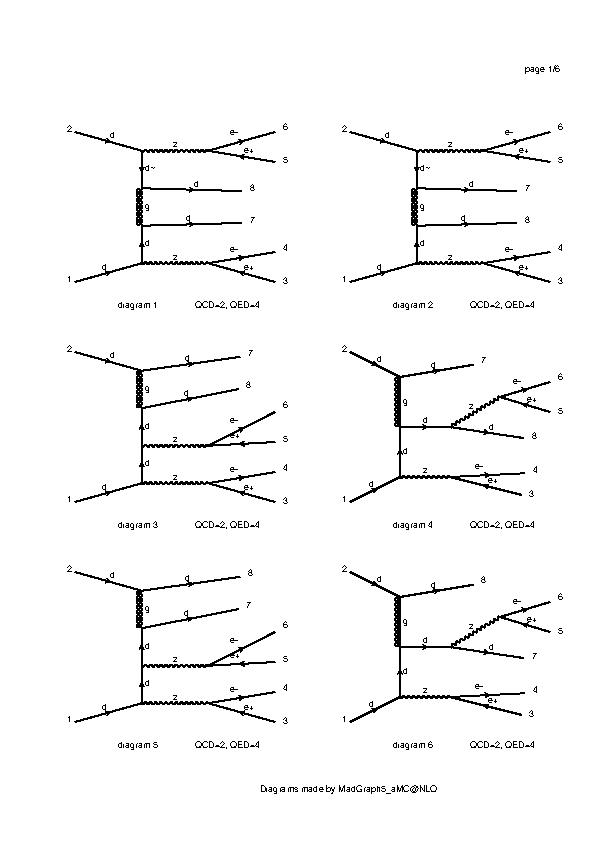 page 1/6
2
d
z
e-
6
e+
5
d~
d
8
g
d
7
d
z
e-
4
d
e+
1
3
diagram 1 QCD=2, QED=4
2
d
z
e-
6
e+
5
d~
d
7
g
d
8
d
z
e-
4
d
e+
1
3
diagram 2 QCD=2, QED=4
2
d
d
7
g
d
8
6
e-
d
e+
z
5
d
z
e-
4
d
e+
1
3
diagram 3 QCD=2, QED=4
2
d
d
7
e-
6
g
z
e+
5
d
d
8
d
z
e-
4
d
e+
1
3
diagram 4 QCD=2, QED=4
2
d
d
8
g
d
7
6
e-
d
e+
z
5
d
z
e-
4
d
e+
1
3
diagram 5 QCD=2, QED=4
2
d
d
8
e-
6
g
z
e+
5
d
d
7
d
z
e-
4
d
e+
1
3
diagram 6 QCD=2, QED=4
Diagrams made by MadGraph5_aMC@NLO